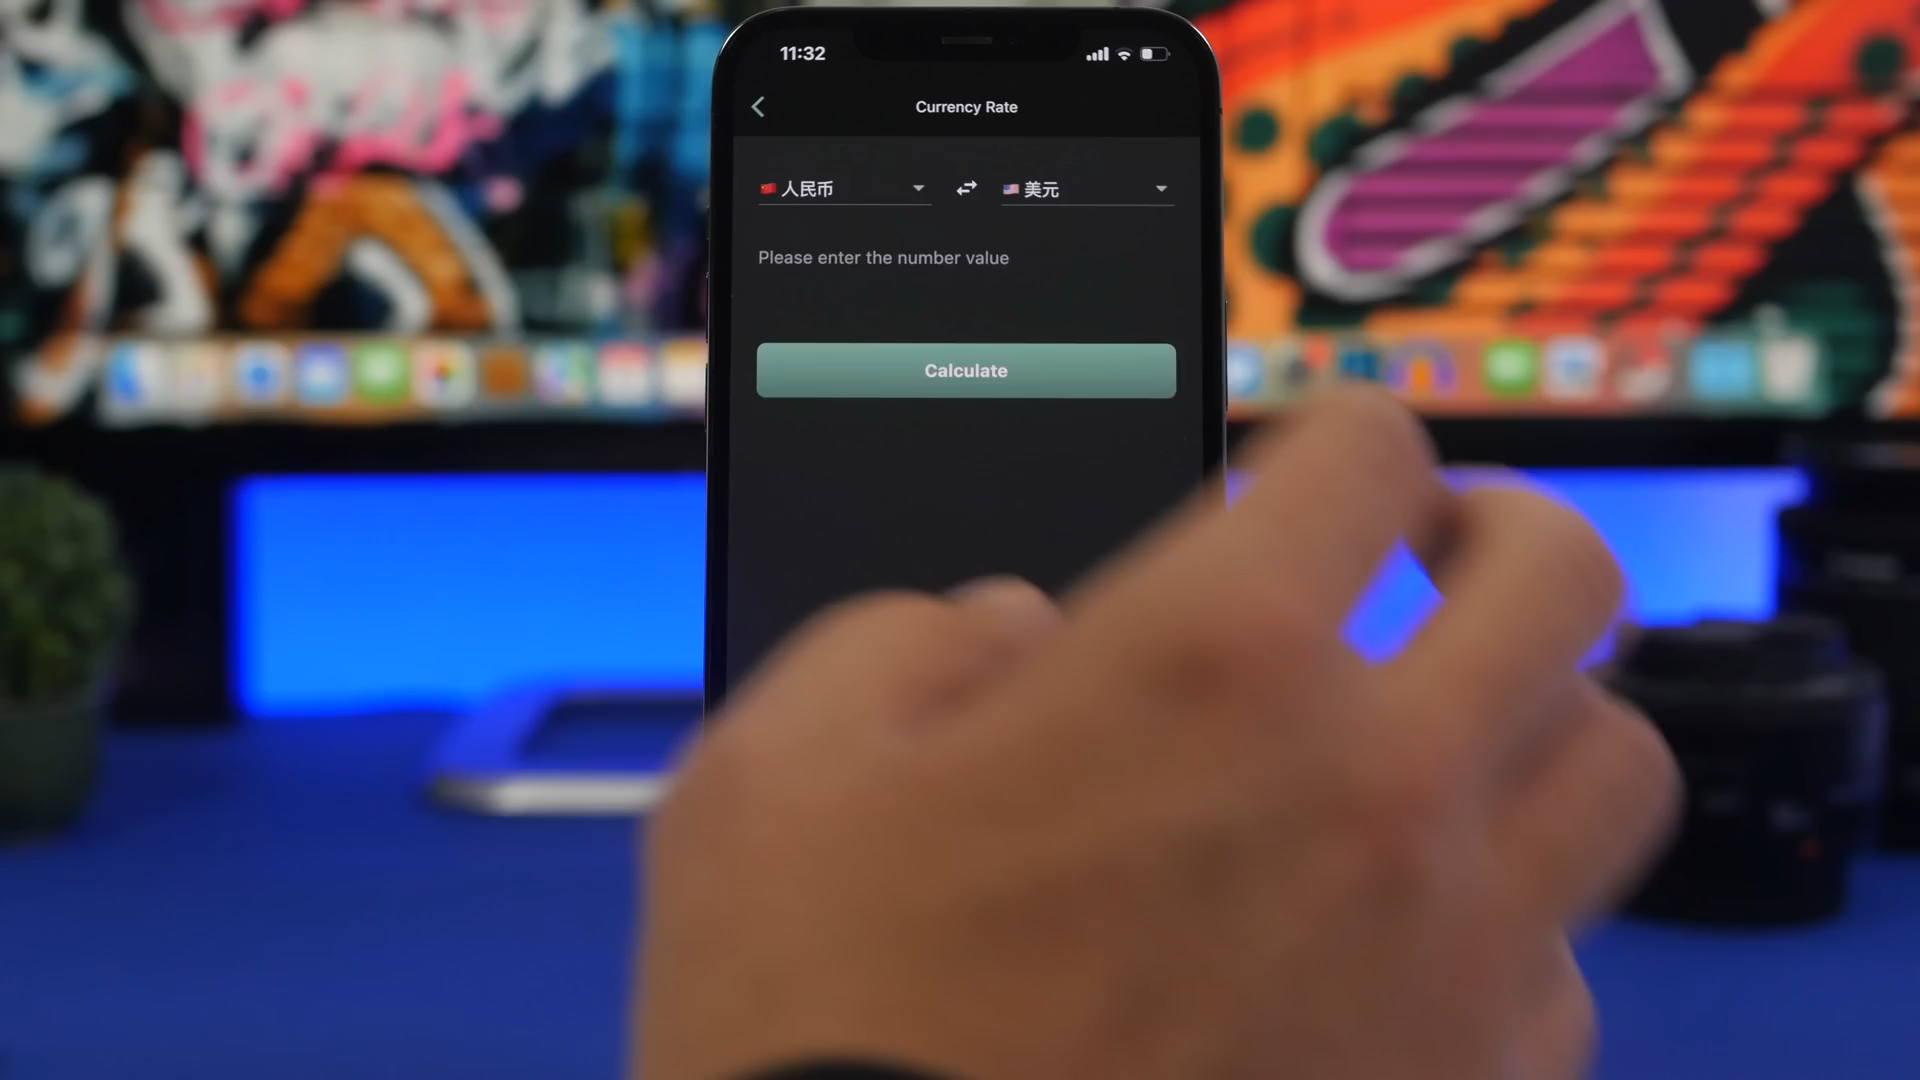 11:32
Currency Rate
人民币 美元
Please enter the number value
Calculate